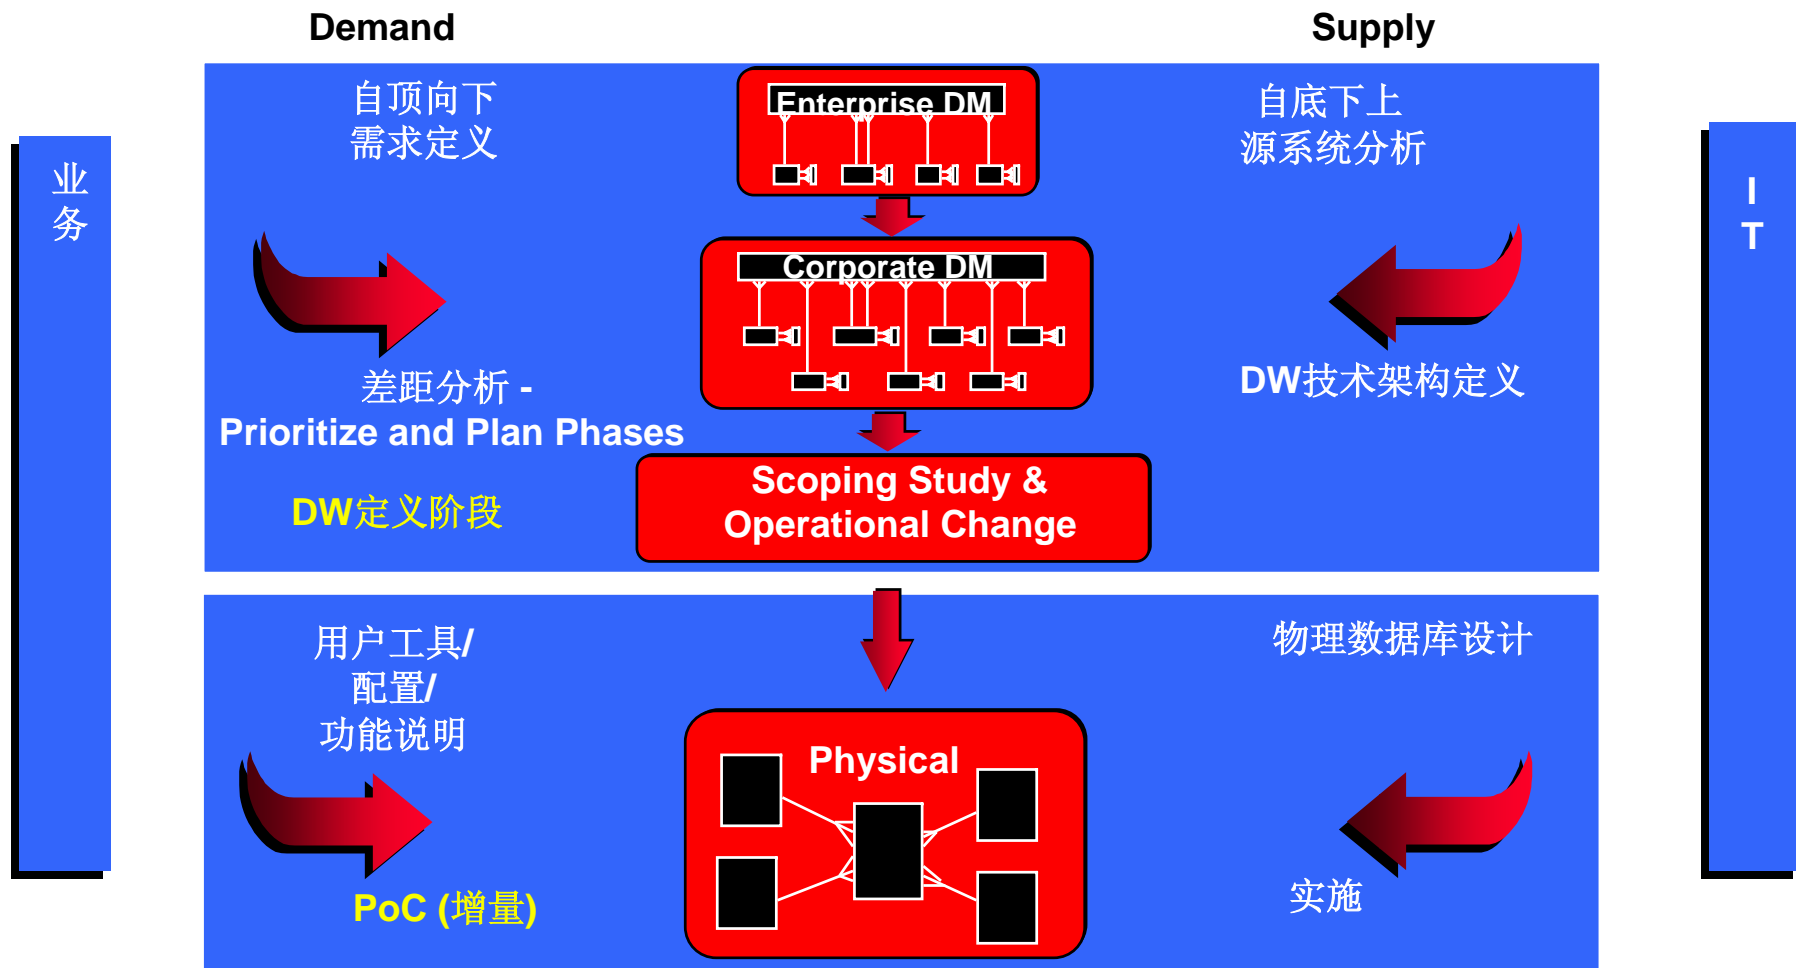 Demand
Supply
自顶向下
需求定义
Enterprise DM
自底下上
源系统分析
业
务
I
T
Corporate DM
差距分析 -
Prioritize and Plan Phases
DW技术架构定义
DW定义阶段
Scoping Study &
Operational Change
用户工具/
配置/
功能说明
物理数据库设计
Physical
PoC (增量)
实施